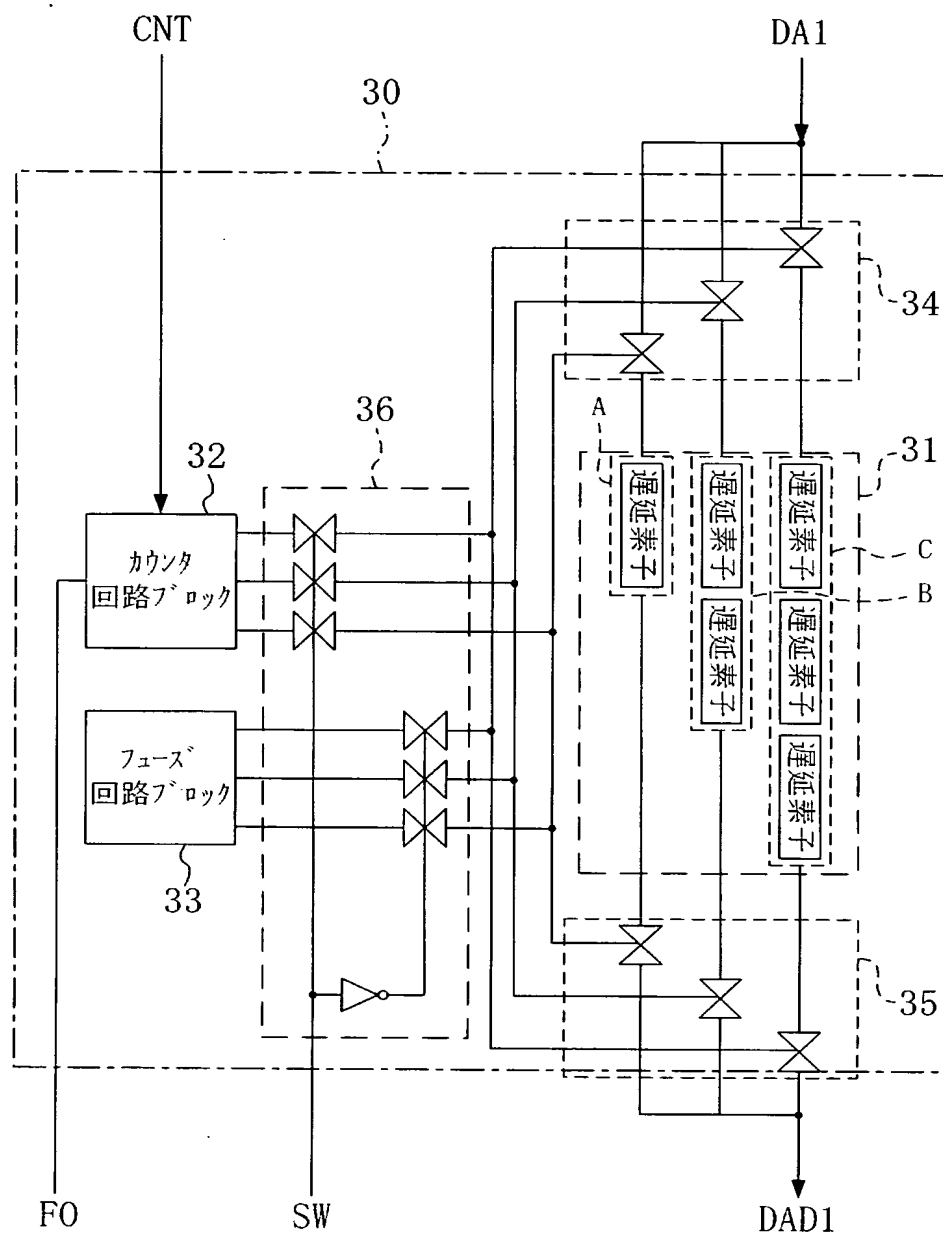 CNT
DA1
30
34
36
A
31
32
カウンタ
回路ブロック
遅延素子
遅延素子
遅延素子
C
B
遅延素子
遅延素子
遅延素子
フューズ
回路ブロック
33
35
FO
SW
DAD1